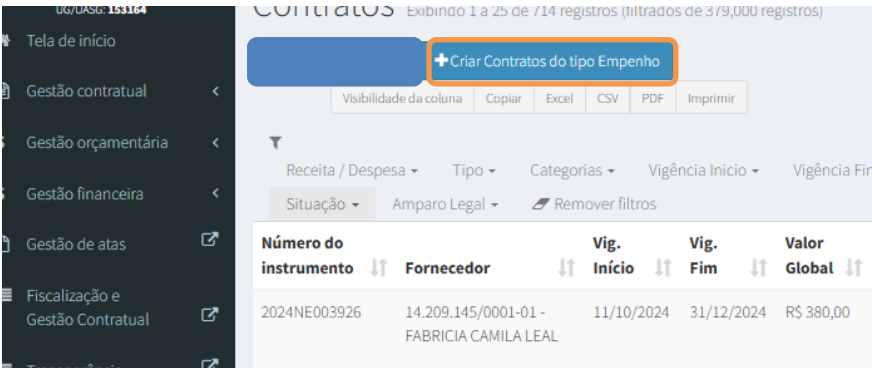 UG/UASG: 153164
Contratos Exibindo 1 a 25 de 714 registros (filtrados de 379,000 registros)
Tela de início
Criar Contratos do tipo Empenho
Gestão contratual
Visibilidade da coluna Copiar Excel CSV PDF Imprimir
Gestão orçamentária
Receita / Despesa Tipo Categorias Vigência Inicio Vigência Fim
Gestão financeira
Situação Amparo Legal Remover filtros
Gestão de atas
Número do instrumento Fornecedor Vig. Início Vig. Fim Valor Global
Fiscalização e
Gestão Contratual
2024NE003926 14.209.145/0001-01 - 11/10/2024 31/12/2024 R$ 380,00
FABRICIA CAMILA LEAL